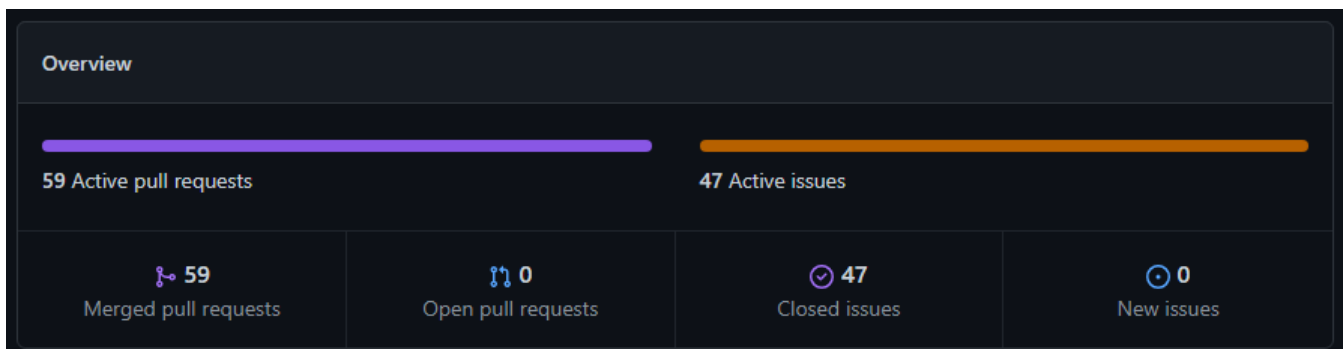 Overview
59 Active pull requests
47 Active issues
59
Merged pull requests
0
Open pull requests
47
Closed issues
0
New issues